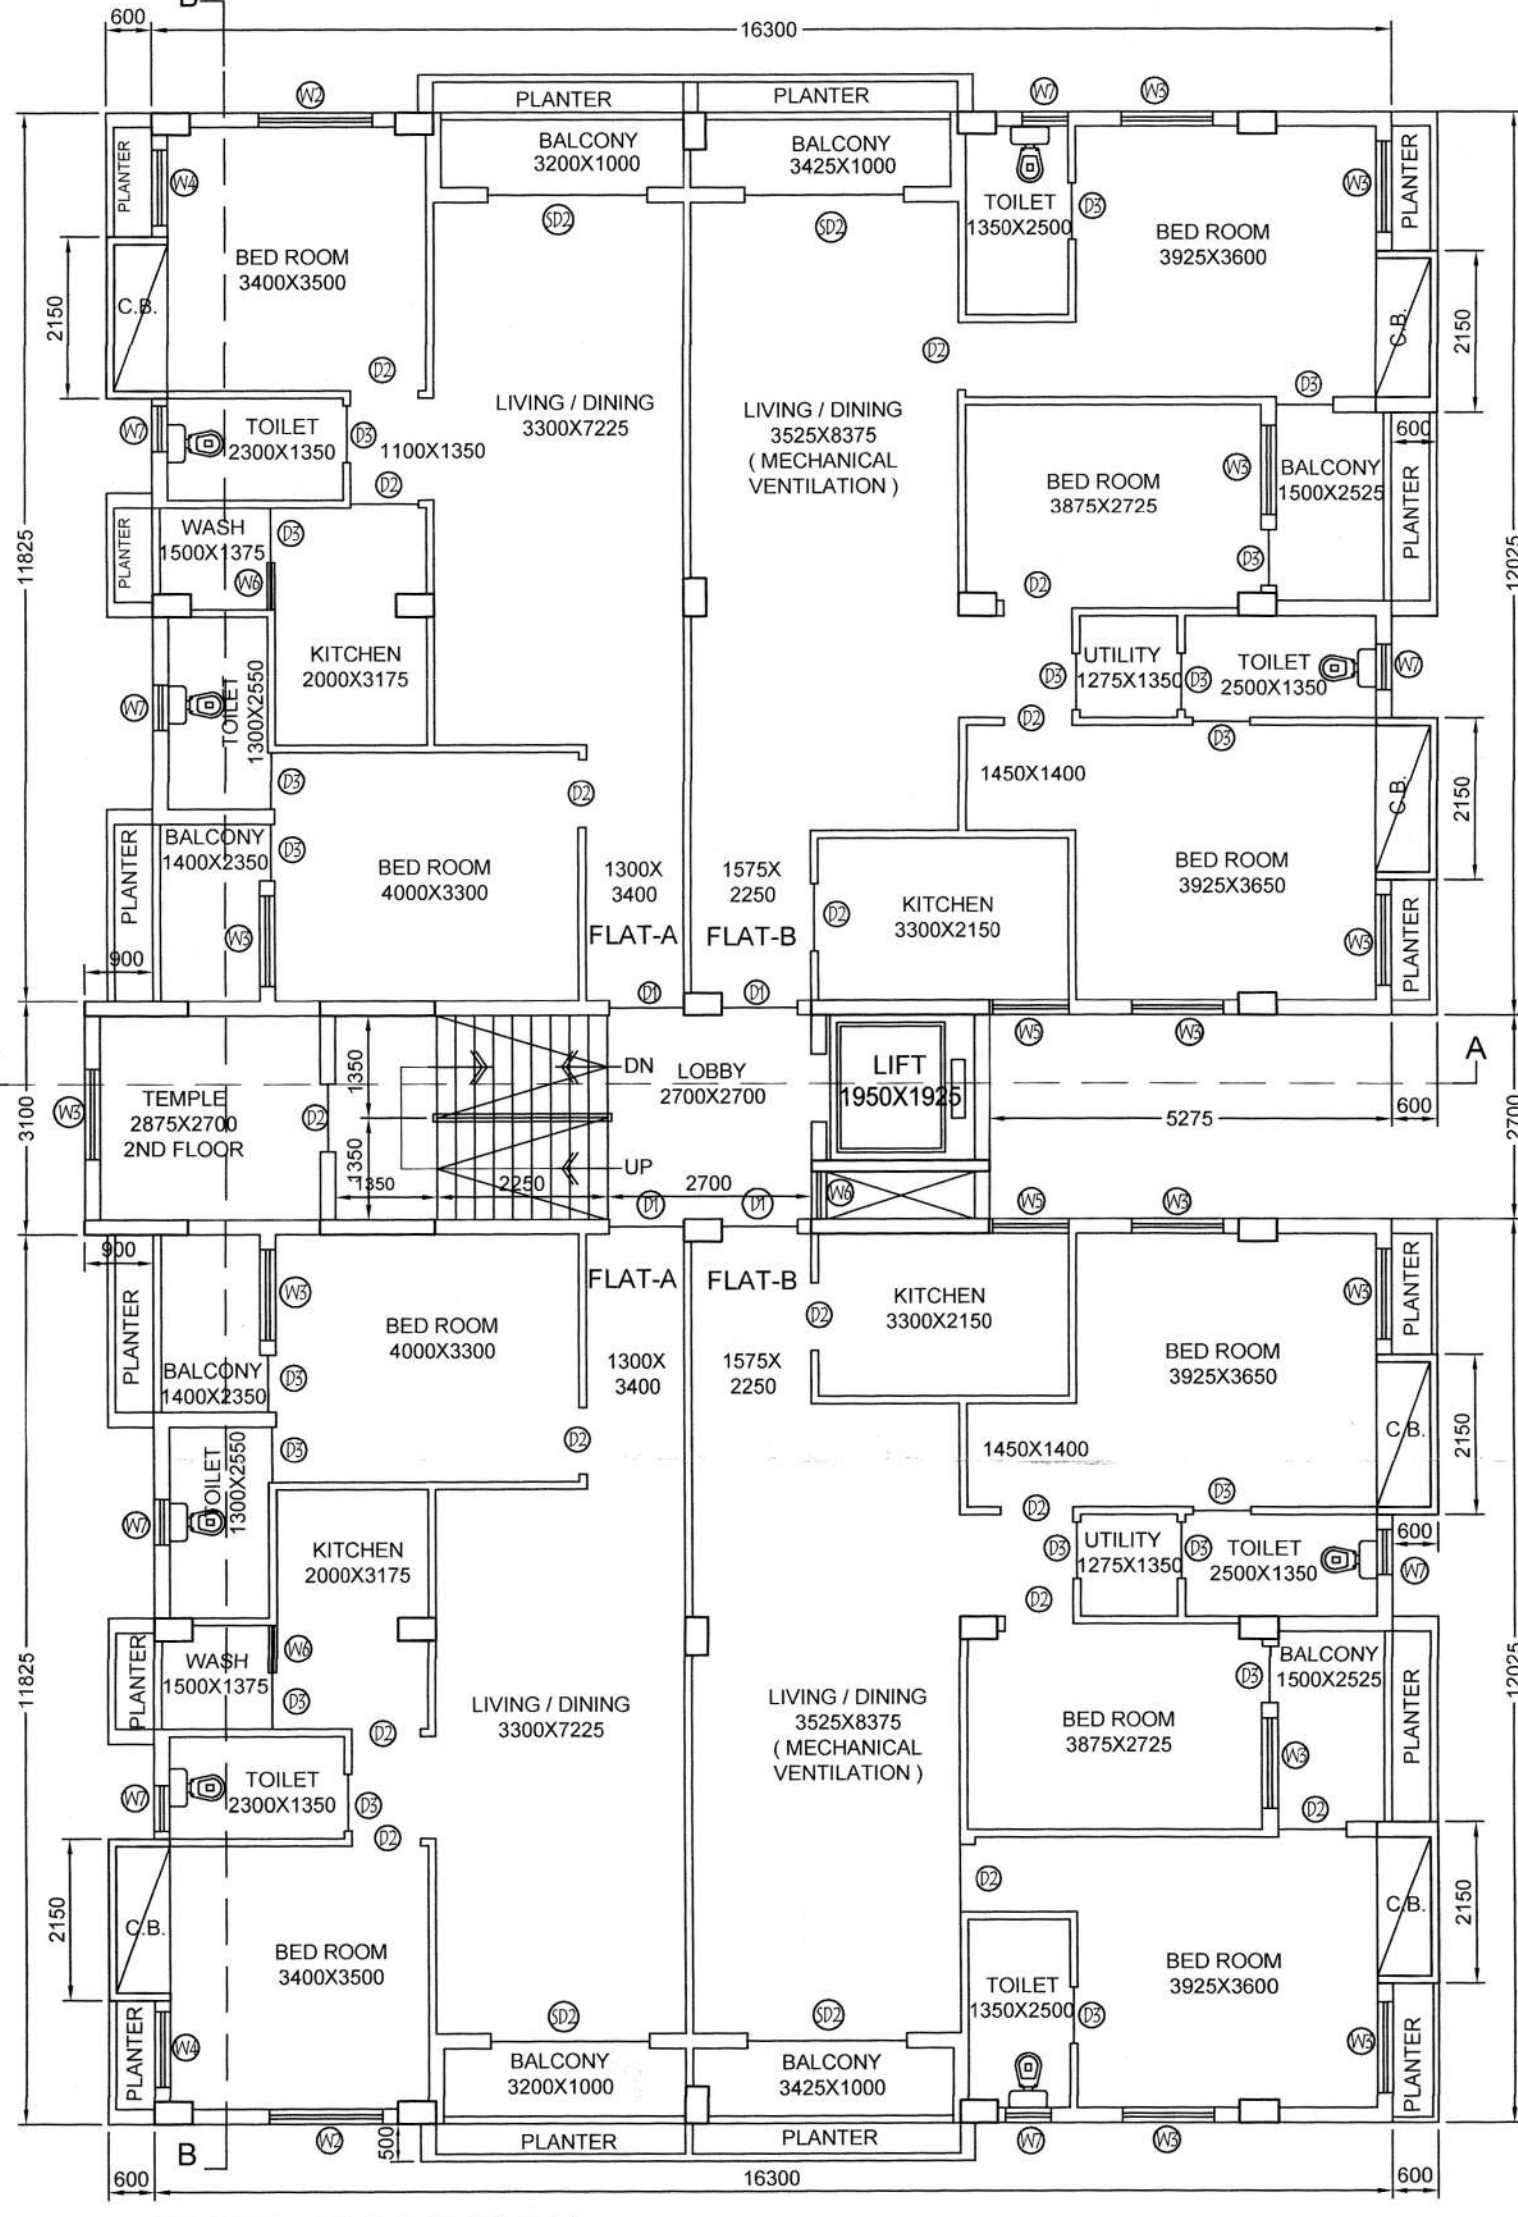 B
600
16300
W2
PLANTER
PLANTER
W7
W3
PLANTER
W4
BALCONY
3200X1000
BALCONY
3425X1000
TOILET
1350X2500
D3
W3
PLANTER
SD2
SD2
BED ROOM
3400X3500
BED ROOM
3925X3600
2150
C.B.
C.B.
2150
D2
D2
D3
LIVING / DINING
3300X7225
LIVING / DINING
3525X8375
( MECHANICAL
VENTILATION )
W7
TOILET
2300X1350
D3
1100X1350
D2
600
BED ROOM
3875X2725
W3
BALCONY
1500X2525
PLANTER
11825
12025
PLANTER
WASH
1500X1375
D3
W6
D3
D2
KITCHEN
2000X3175
TOILET
1300X2550
W7
D3
UTILITY
1275X1350
D3
TOILET
2500X1350
W7
D2
D3
D3
D2
1450X1400
C.B.
2150
PLANTER
BALCONY
1400X2350
D3
W3
BED ROOM
4000X3300
1300X
3400
1575X
2250
FLAT-A
FLAT-B
D2
KITCHEN
3300X2150
BED ROOM
3925X3650
W3
PLANTER
900
D1
D1
W5
W3
3100
W3
TEMPLE
2875X2700
2ND FLOOR
D2
1350
1350
1350
2250
DN
UP
LOBBY
2700X2700
2700
LIFT
1950X1925
W6
A
5275
600
2700
D1
D1
W5
W3
900
FLAT-A
FLAT-B
PLANTER
W3
BED ROOM
4000X3300
BALCONY
1400X2350
D3
1300X
3400
1575X
2250
D2
KITCHEN
3300X2150
BED ROOM
3925X3650
W3
PLANTER
D3
D2
1450X1400
C.B.
2150
TOILET
1300X2550
W7
D2
D3
KITCHEN
2000X3175
D3
UTILITY
1275X1350
D3
TOILET
2500X1350
600
W7
D2
PLANTER
WASH
1500X1375
W6
D3
D2
11825
12025
LIVING / DINING
3300X7225
LIVING / DINING
3525X8375
( MECHANICAL
VENTILATION )
BED ROOM
3875X2725
D3
BALCONY
1500X2525
W3
D2
PLANTER
W7
TOILET
2300X1350
D3
D2
D2
2150
C.B.
C.B.
2150
BED ROOM
3400X3500
BED ROOM
3925X3600
PLANTER
W4
SD2
SD2
TOILET
1350X2500
D3
W3
PLANTER
BALCONY
3200X1000
BALCONY
3425X1000
B
W2
500
PLANTER
PLANTER
W7
W3
600
16300
600